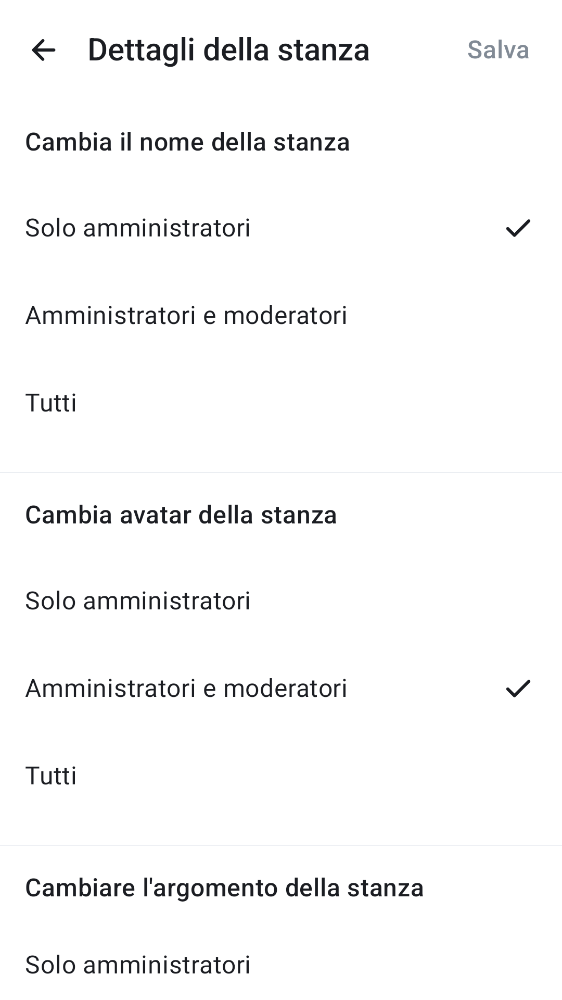 Dettagli della stanza
Salva
Cambia il nome della stanza
Solo amministratori
Amministratori e moderatori
Tutti
Cambia avatar della stanza
Solo amministratori
Amministratori e moderatori
Tutti
Cambiare l'argomento della stanza
Solo amministratori